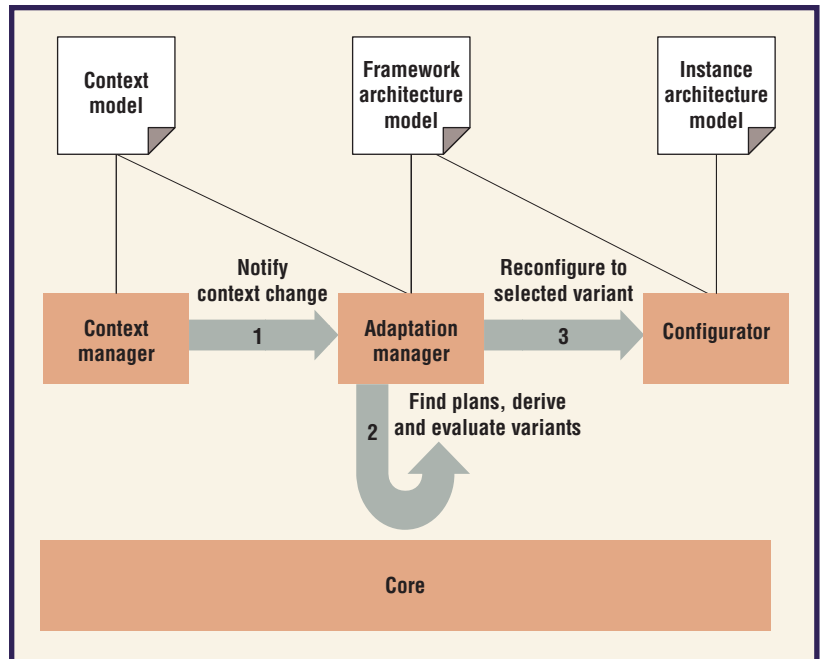 Context
model
Framework
architecture
model
Instance
architecture
model
Notify
context change
Reconfigure to
selected variant
Context
manager
1
Adaptation
manager
3
Configurator
2
Find plans, derive
and evaluate variants
Core